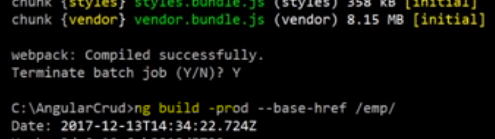 chunk {styles} styles.bundle.js (styles) 358 kB [initial]
chunk {vendor} vendor.bundle.js (vendor) 8.15 MB [initial]
webpack: Compiled successfully.
Terminate batch job (Y/N)? Y
C:\AngularCrud>ng build -prod --base-href /emp/
Date: 2017-12-13T14:34:22.724Z